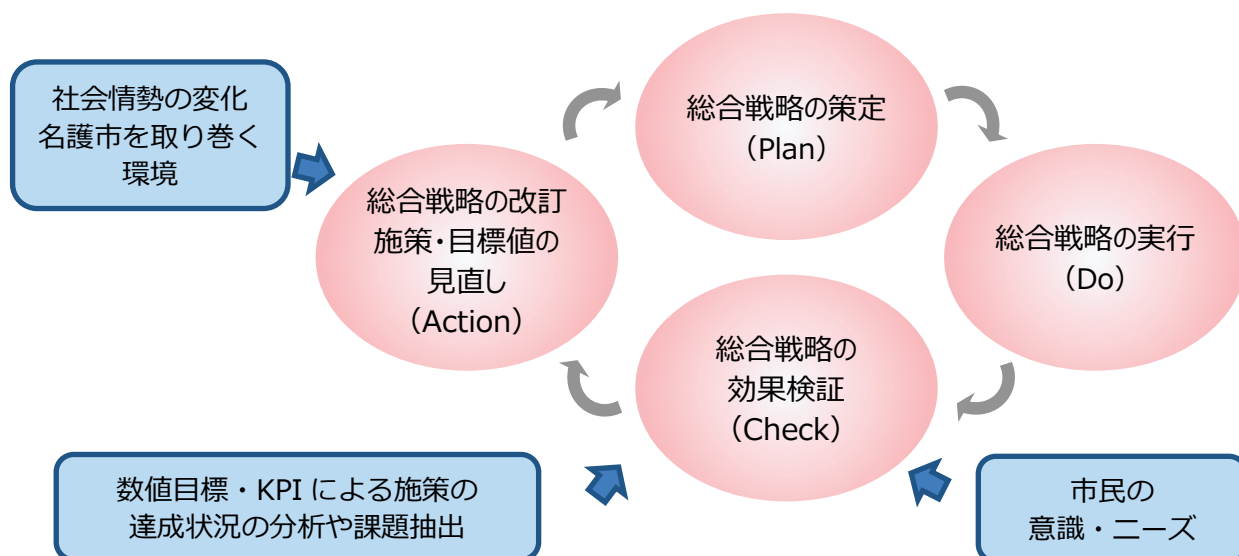 社会情勢の変化
名護市を取り巻く
環境
総合戦略の策定
（Plan）
総合戦略の実行
（Do）
総合戦略の改訂
施策・目標値の
見直し
（Action）
総合戦略の
効果検証
（Check）
数値目標・KPI による施策の
達成状況の分析や課題抽出
市民の
意識・ニーズ